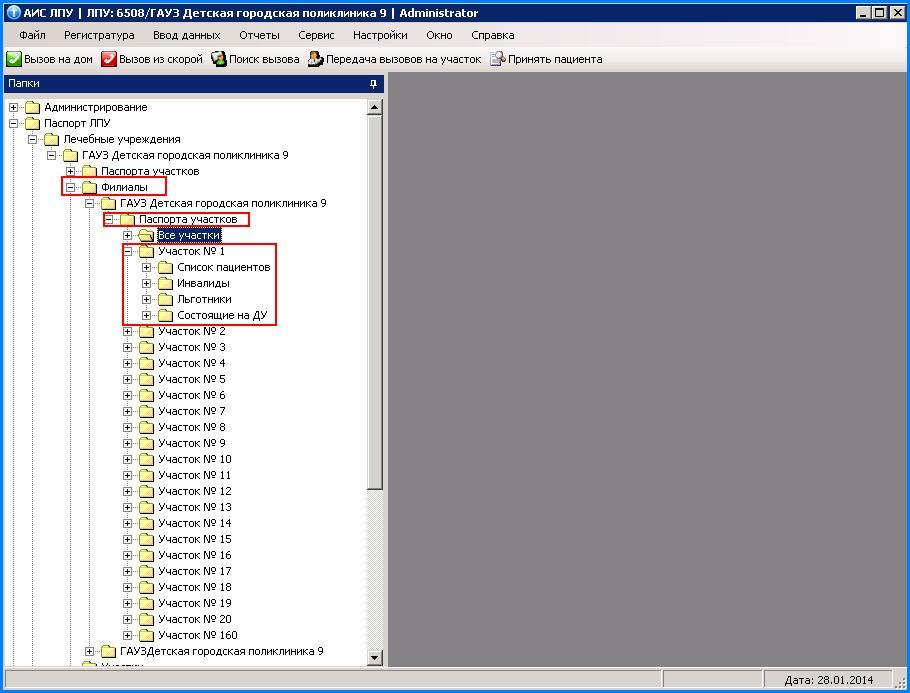 АИС ЛПУ | ЛПУ: 6508/ГАУЗ Детская городская поликлиника 9 | Administrator
Файл Регистратура Ввод данных Отчеты Сервис Настройки Окно Справка
Вызов на дом Вызов из скорой Поиск вызова Передача вызовов на участок Принять пациента
Папки
Администрирование
Паспорт ЛПУ
Лечебные учреждения
ГАУЗ Детская городская поликлиника 9
Паспорта участков
Филиалы
ГАУЗ Детская городская поликлиника 9
Паспорта участков
Все участки
Участок № 1
Список пациентов
Инвалиды
Льготники
Состоящие на ДУ
Участок № 2
Участок № 3
Участок № 4
Участок № 5
Участок № 6
Участок № 7
Участок № 8
Участок № 9
Участок № 10
Участок № 11
Участок № 12
Участок № 13
Участок № 14
Участок № 15
Участок № 16
Участок № 17
Участок № 18
Участок № 19
Участок № 20
Участок № 160
ГАУЗДетская городская поликлиника 9
Дата: 28.01.2014